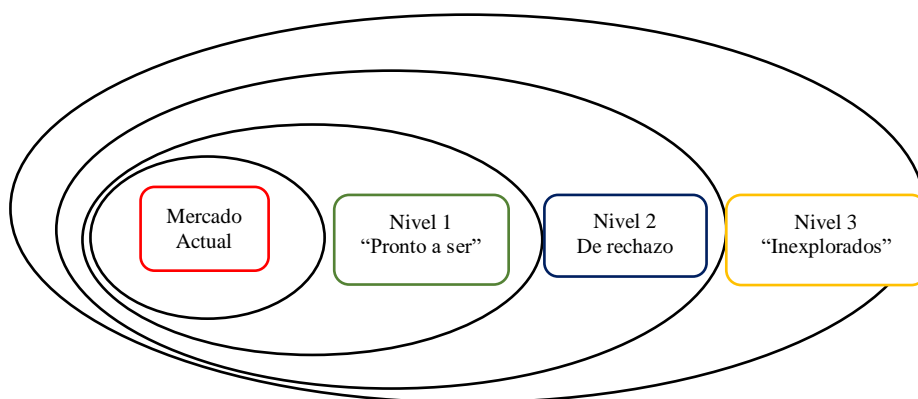 Mercado
Actual
Nivel 1
“Pronto a ser”
Nivel 2
De rechazo
Nivel 3
“Inexplorados”